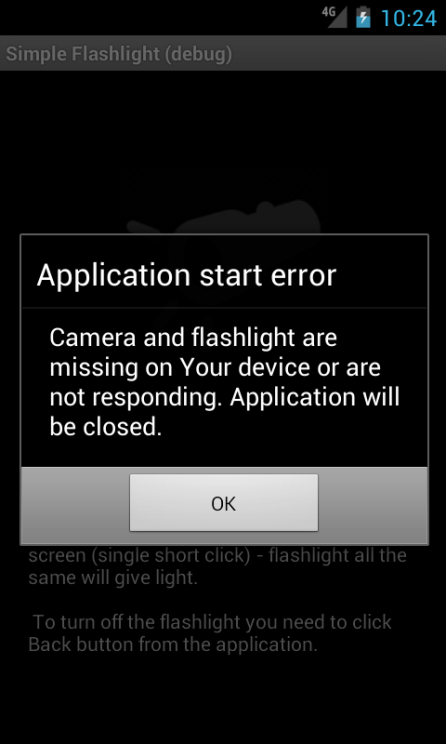 4G 10:24
Simple Flashlight (debug)
Application start error
Camera and flashlight are
missing on Your device or are
not responding. Application will
be closed.
OK
screen (single short click) - flashlight all the
same will give light.
To turn off the flashlight you need to click
Back button from the application.